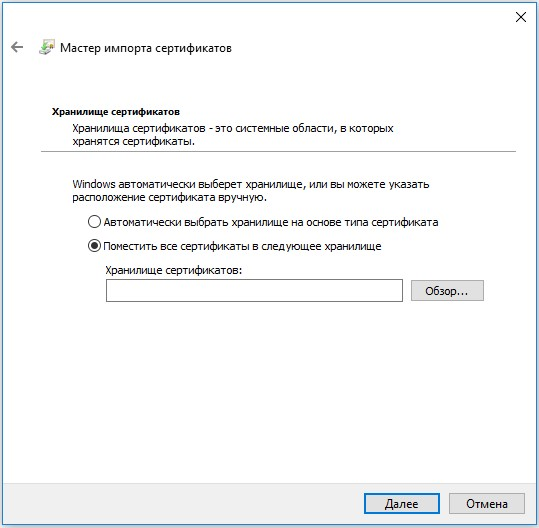 Мастер импорта сертификатов
Хранилище сертификатов
Хранилища сертификатов - это системные области, в которых
хранятся сертификаты.
Windows автоматически выберет хранилище, или вы можете указать
расположение сертификата вручную.
Автоматически выбрать хранилище на основе типа сертификата
Поместить все сертификаты в следующее хранилище
Хранилище сертификатов:
Обзор...
Далее
Отмена